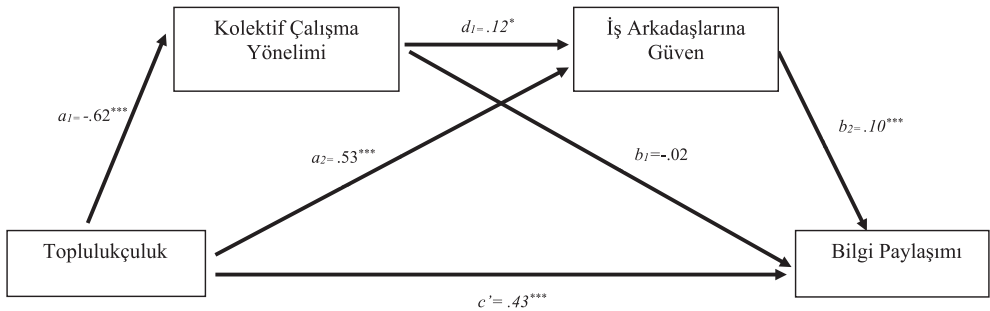 Kolektif Çalışma
Yönelimi
d1=.12*
İş Arkadaşlarına
Güven
a1=-.62***
a2=.53***
b1=-.02
b2=.10***
Toplulukçuluk
Bilgi Paylaşımı
c’= .43***